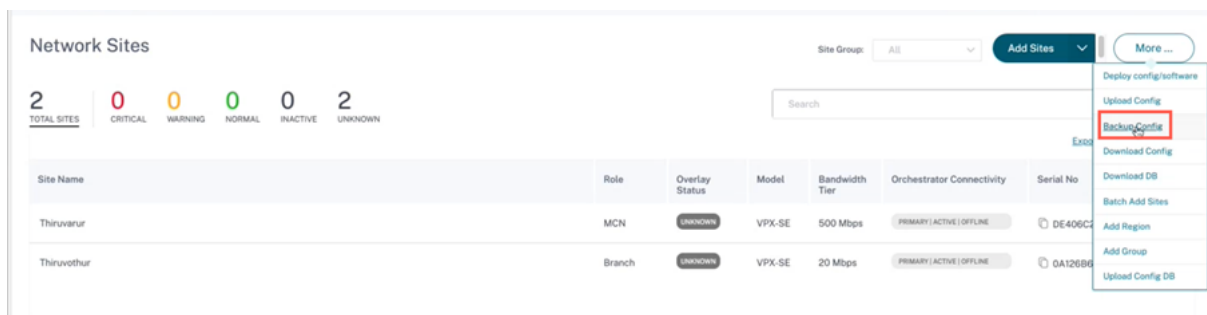 Network Sites
Site Group: All Add Sites More ...
2 0 0 0 0 2
TOTAL SITES CRITICAL WARNING NORMAL INACTIVE UNKNOWN
Search
Deploy config/software
Upload Config
Backup Config
Expo
Download Config
Download DB
Batch Add Sites
Add Region
Add Group
Upload Config DB
Site Name Role Overlay Status Model Bandwidth Tier Orchestrator Connectivity Serial No
Thiruvarur MCN UNKNOWN VPX-SE 500 Mbps PRIMARY | ACTIVE | OFFLINE DE406C2
Thiruvothur Branch UNKNOWN VPX-SE 20 Mbps PRIMARY | ACTIVE | OFFLINE 0A126B6